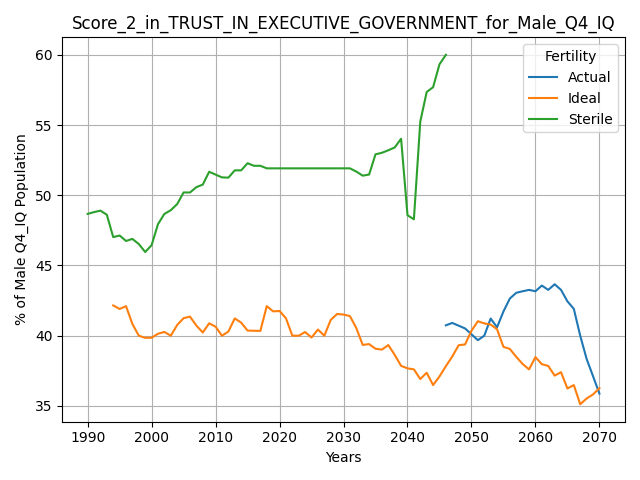 Score_2_in_TRUST_IN_EXECUTIVE_GOVERNMENT_for_Male_Q4_IQ
Fertility
Actual
Ideal
Sterile
% of Male Q4_IQ Population
60
55
50
45
40
35
1990 2000 2010 2020 2030 2040 2050 2060 2070
Years